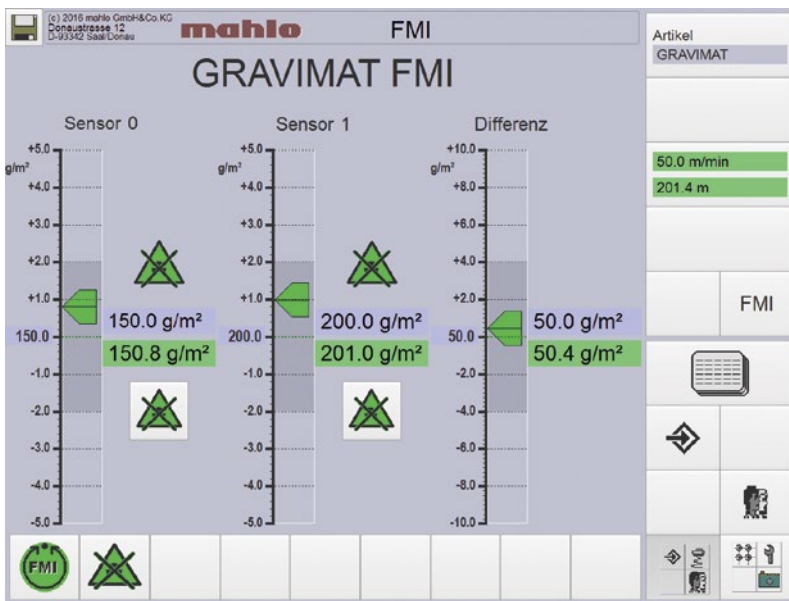 (c) 2016 mahlo GmbH&Co.KG
Donaustrasse 12
D-93342 Saal/Donau
mahlo
FMI
Artikel
GRAVIMAT
GRAVIMAT FMI
Sensor 0
Sensor 1
Differenz
g/m²
+5.0
+4.0
+3.0
+2.0
+1.0
150.0
-1.0
-2.0
-3.0
-4.0
-5.0
150.0 g/m²
150.8 g/m²
g/m²
+5.0
+4.0
+3.0
+2.0
+1.0
200.0
-1.0
-2.0
-3.0
-4.0
-5.0
200.0 g/m²
201.0 g/m²
g/m²
+10.0
+8.0
+6.0
+4.0
+2.0
50.0
-2.0
-4.0
-6.0
-8.0
-10.0
50.0 g/m²
50.4 g/m²
50.0 m/min
201.4 m
FMI
FMI